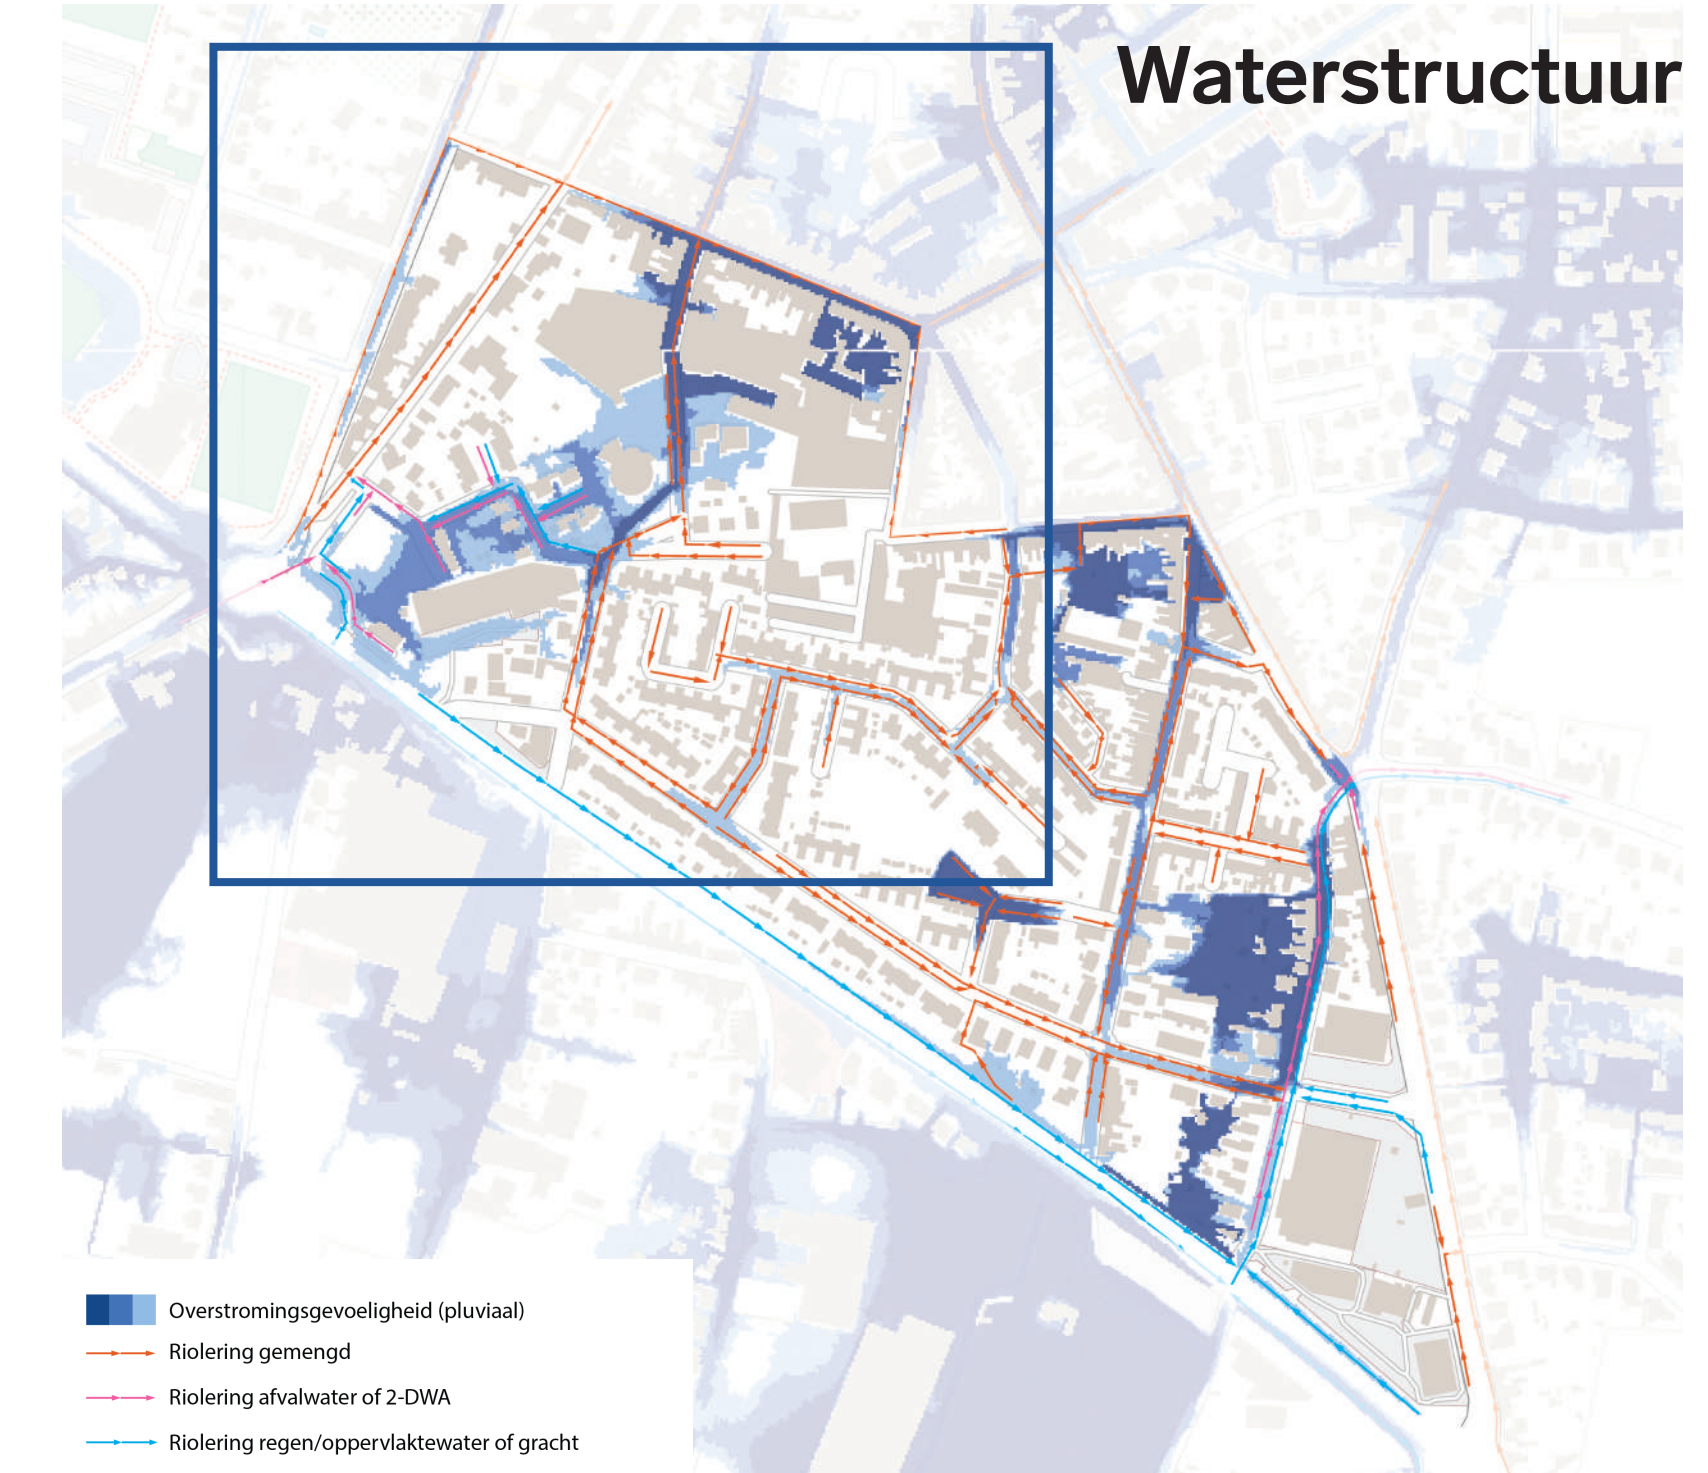 Waterstructuur
Overstromingsgevoeligheid (pluviaal)
Riolering gemengd
Riolering afvalwater of 2-DWA
Riolering regen/oppervlaktewater of gracht